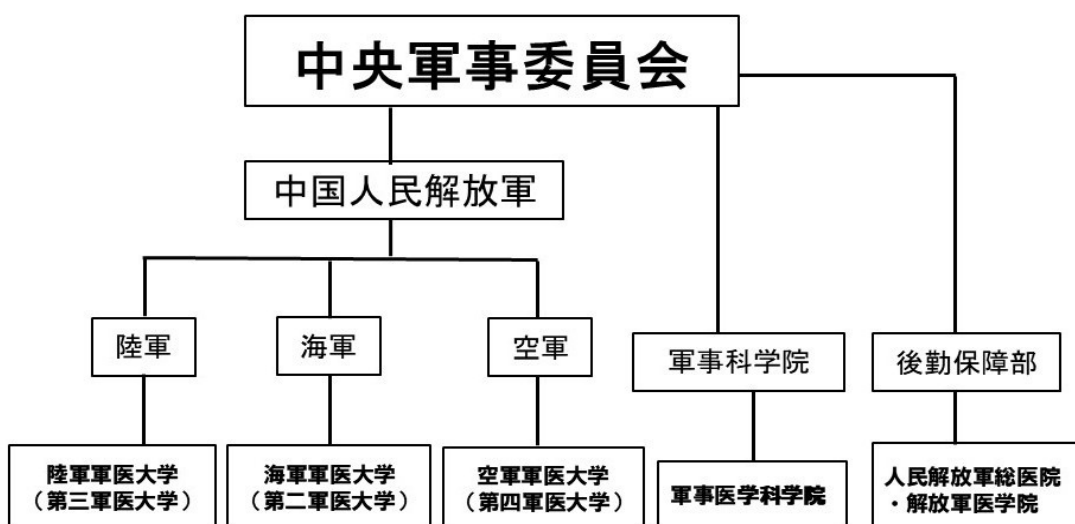 中央軍事委員会
中国人民解放軍
陸軍
海軍
空軍
軍事科学院
後勤保障部
陸軍軍医大学
（第三軍医大学）
海軍軍医大学
（第二軍医大学）
空軍軍医大学
（第四軍医大学）
軍事医学科学院
人民解放軍総医院
・解放軍医学院